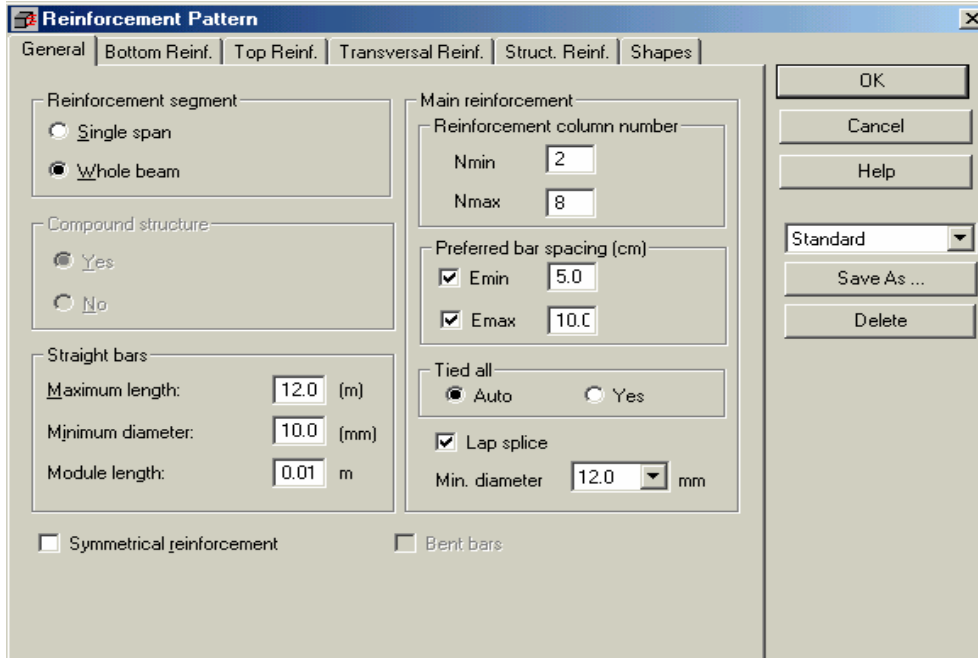 Reinforcement Pattern
General Bottom Reinf. Top Reinf. Transversal Reinf. Struct. Reinf. Shapes
Reinforcement segment
Single span
Whole beam
Compound structure
Yes
No
Straight bars
Maximum length: 12.0 (m)
Minimum diameter: 10.0 (mm)
Module length: 0.01 m
Main reinforcement
Reinforcement column number
Nmin 2
Nmax 8
Preferred bar spacing (cm)
Emin 5.0
Emax 10.0
Tied all
Auto Yes
Lap splice
Min. diameter 12.0 mm
Symmetrical reinforcement Bent bars
OK
Cancel
Help
Standard
Save As ...
Delete